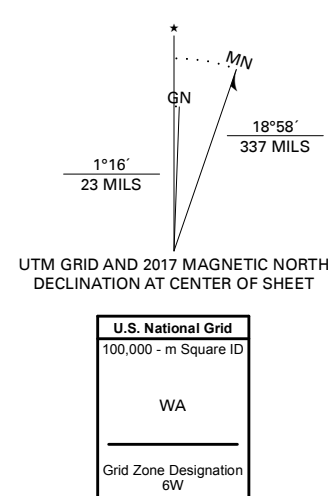 ★
MN
GN
18°58´
337 MILS
1°16´
23 MILS
UTM GRID AND 2017 MAGNETIC NORTH
DECLINATION AT CENTER OF SHEET
U.S. National Grid
100,000 - m Square ID
WA
Grid Zone Designation
6W